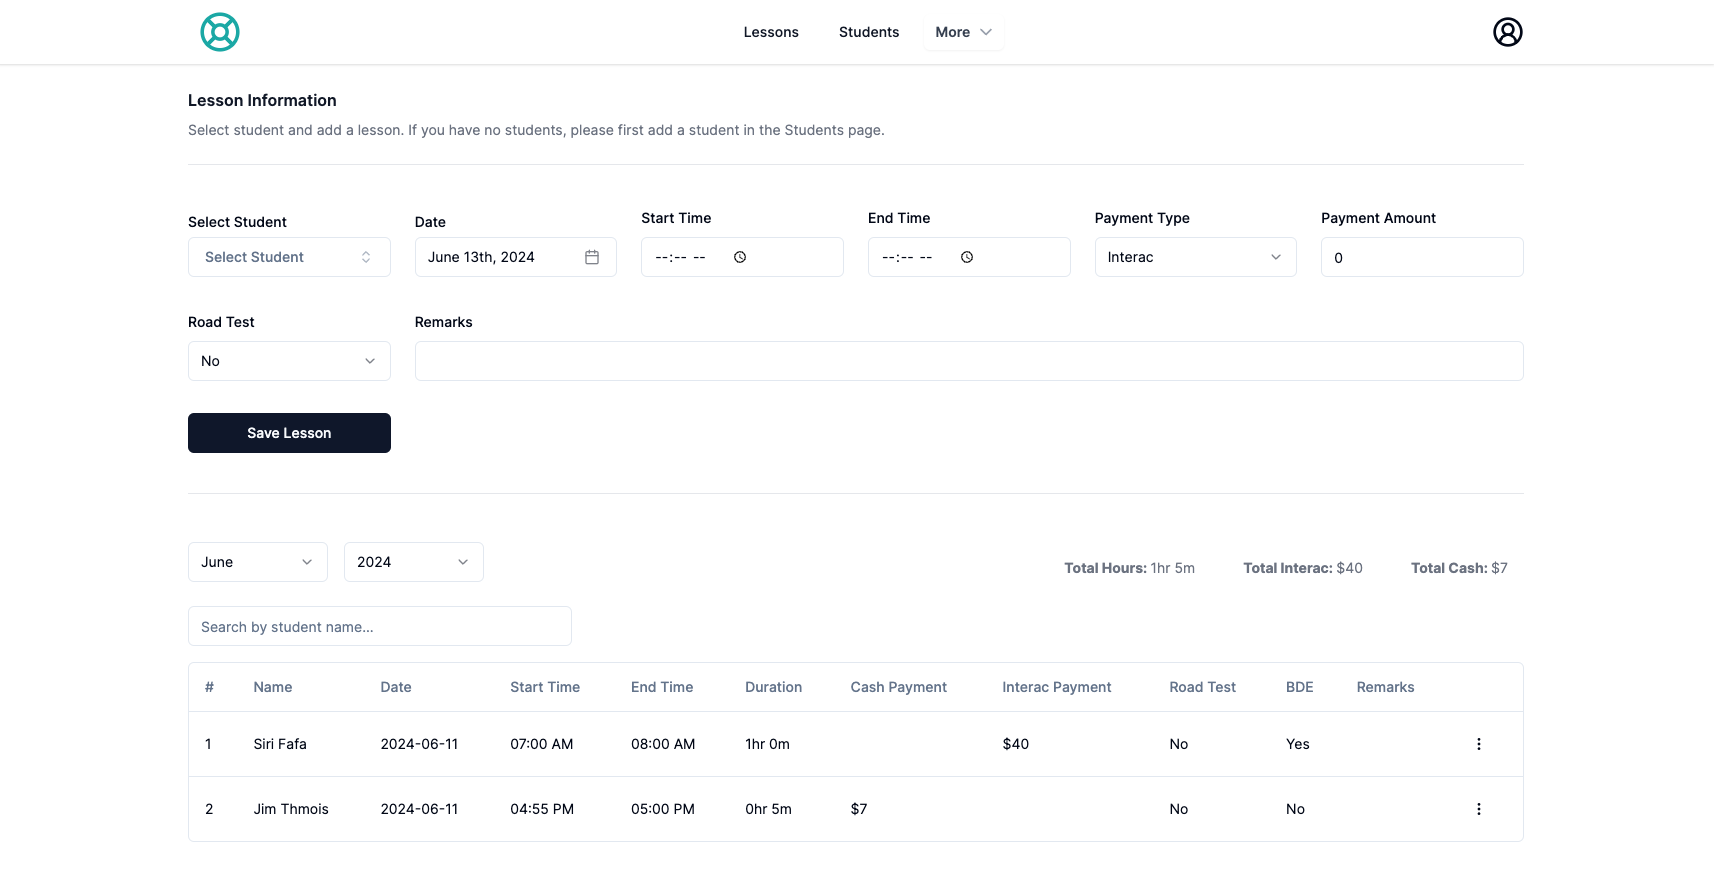 Lessons Students More
Lesson Information
Select student and add a lesson. If you have no students, please first add a student in the Students page.
Select Student Date Start Time End Time Payment Type Payment Amount
Select Student June 13th, 2024 --:-- -- --:-- -- Interac 0
Road Test Remarks
No
Save Lesson
June 2024 Total Hours: 1hr 5m Total Interac: $40 Total Cash: $7
Search by student name...
# Name Date Start Time End Time Duration Cash Payment Interac Payment Road Test BDE Remarks
1 Siri Fafa 2024-06-11 07:00 AM 08:00 AM 1hr 0m $40 No Yes
2 Jim Thmois 2024-06-11 04:55 PM 05:00 PM 0hr 5m $7 No No